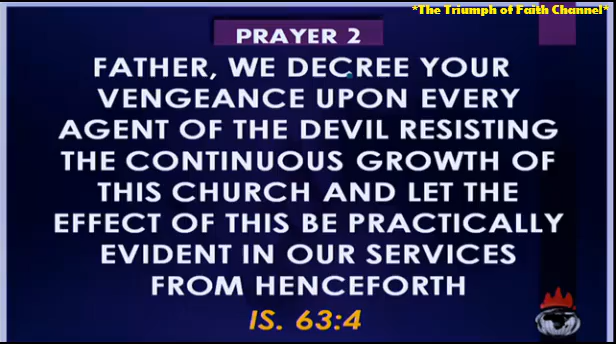 *The Triumph of Faith Channel*
PRAYER 2
FATHER, WE DECREE YOUR
VENGEANCE UPON EVERY
AGENT OF THE DEVIL RESISTING
THE CONTINUOUS GROWTH OF
THIS CHURCH AND LET THE
EFFECT OF THIS BE PRACTICALLY
EVIDENT IN OUR SERVICES
FROM HENCEFORTH
IS. 63:4